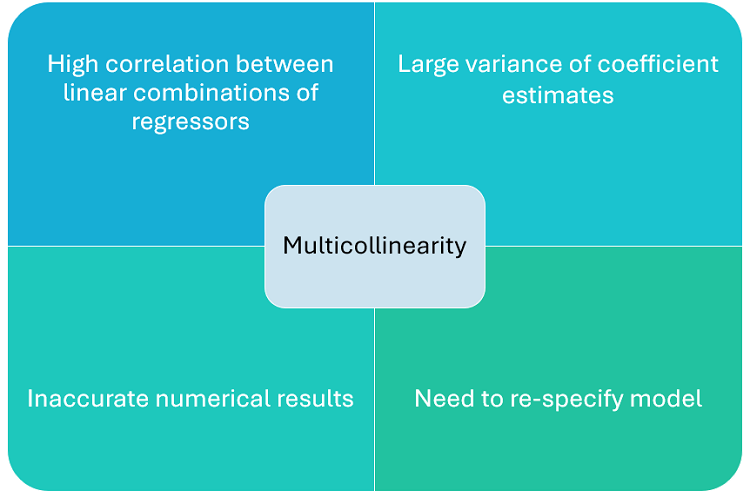 High correlation between
linear combinations of
regressors
Large variance of coefficient
estimates
Multicollinearity
Inaccurate numerical results
Need to re-specify model